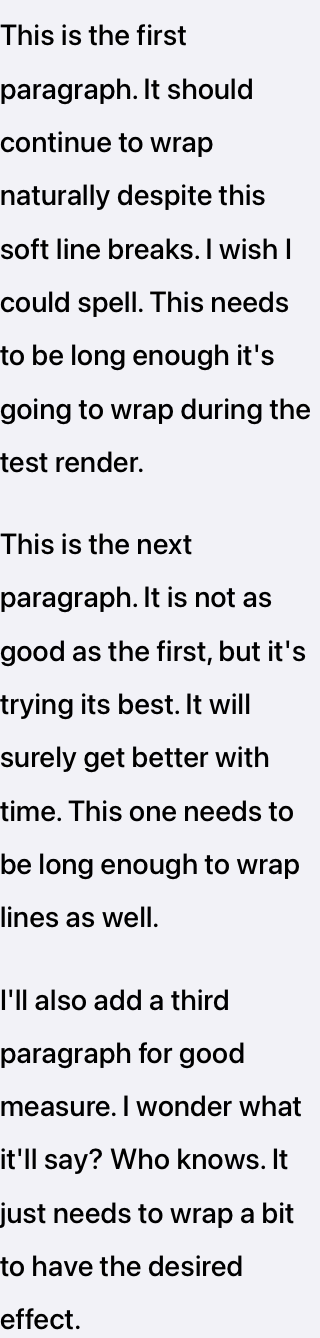 This is the first
paragraph. It should
continue to wrap
naturally despite this
soft line breaks. I wish I
could spell. This needs
to be long enough it's
going to wrap during the
test render.
This is the next
paragraph. It is not as
good as the first, but it's
trying its best. It will
surely get better with
time. This one needs to
be long enough to wrap
lines as well.
I'll also add a third
paragraph for good
measure. I wonder what
it'll say? Who knows. It
just needs to wrap a bit
to have the desired
effect.